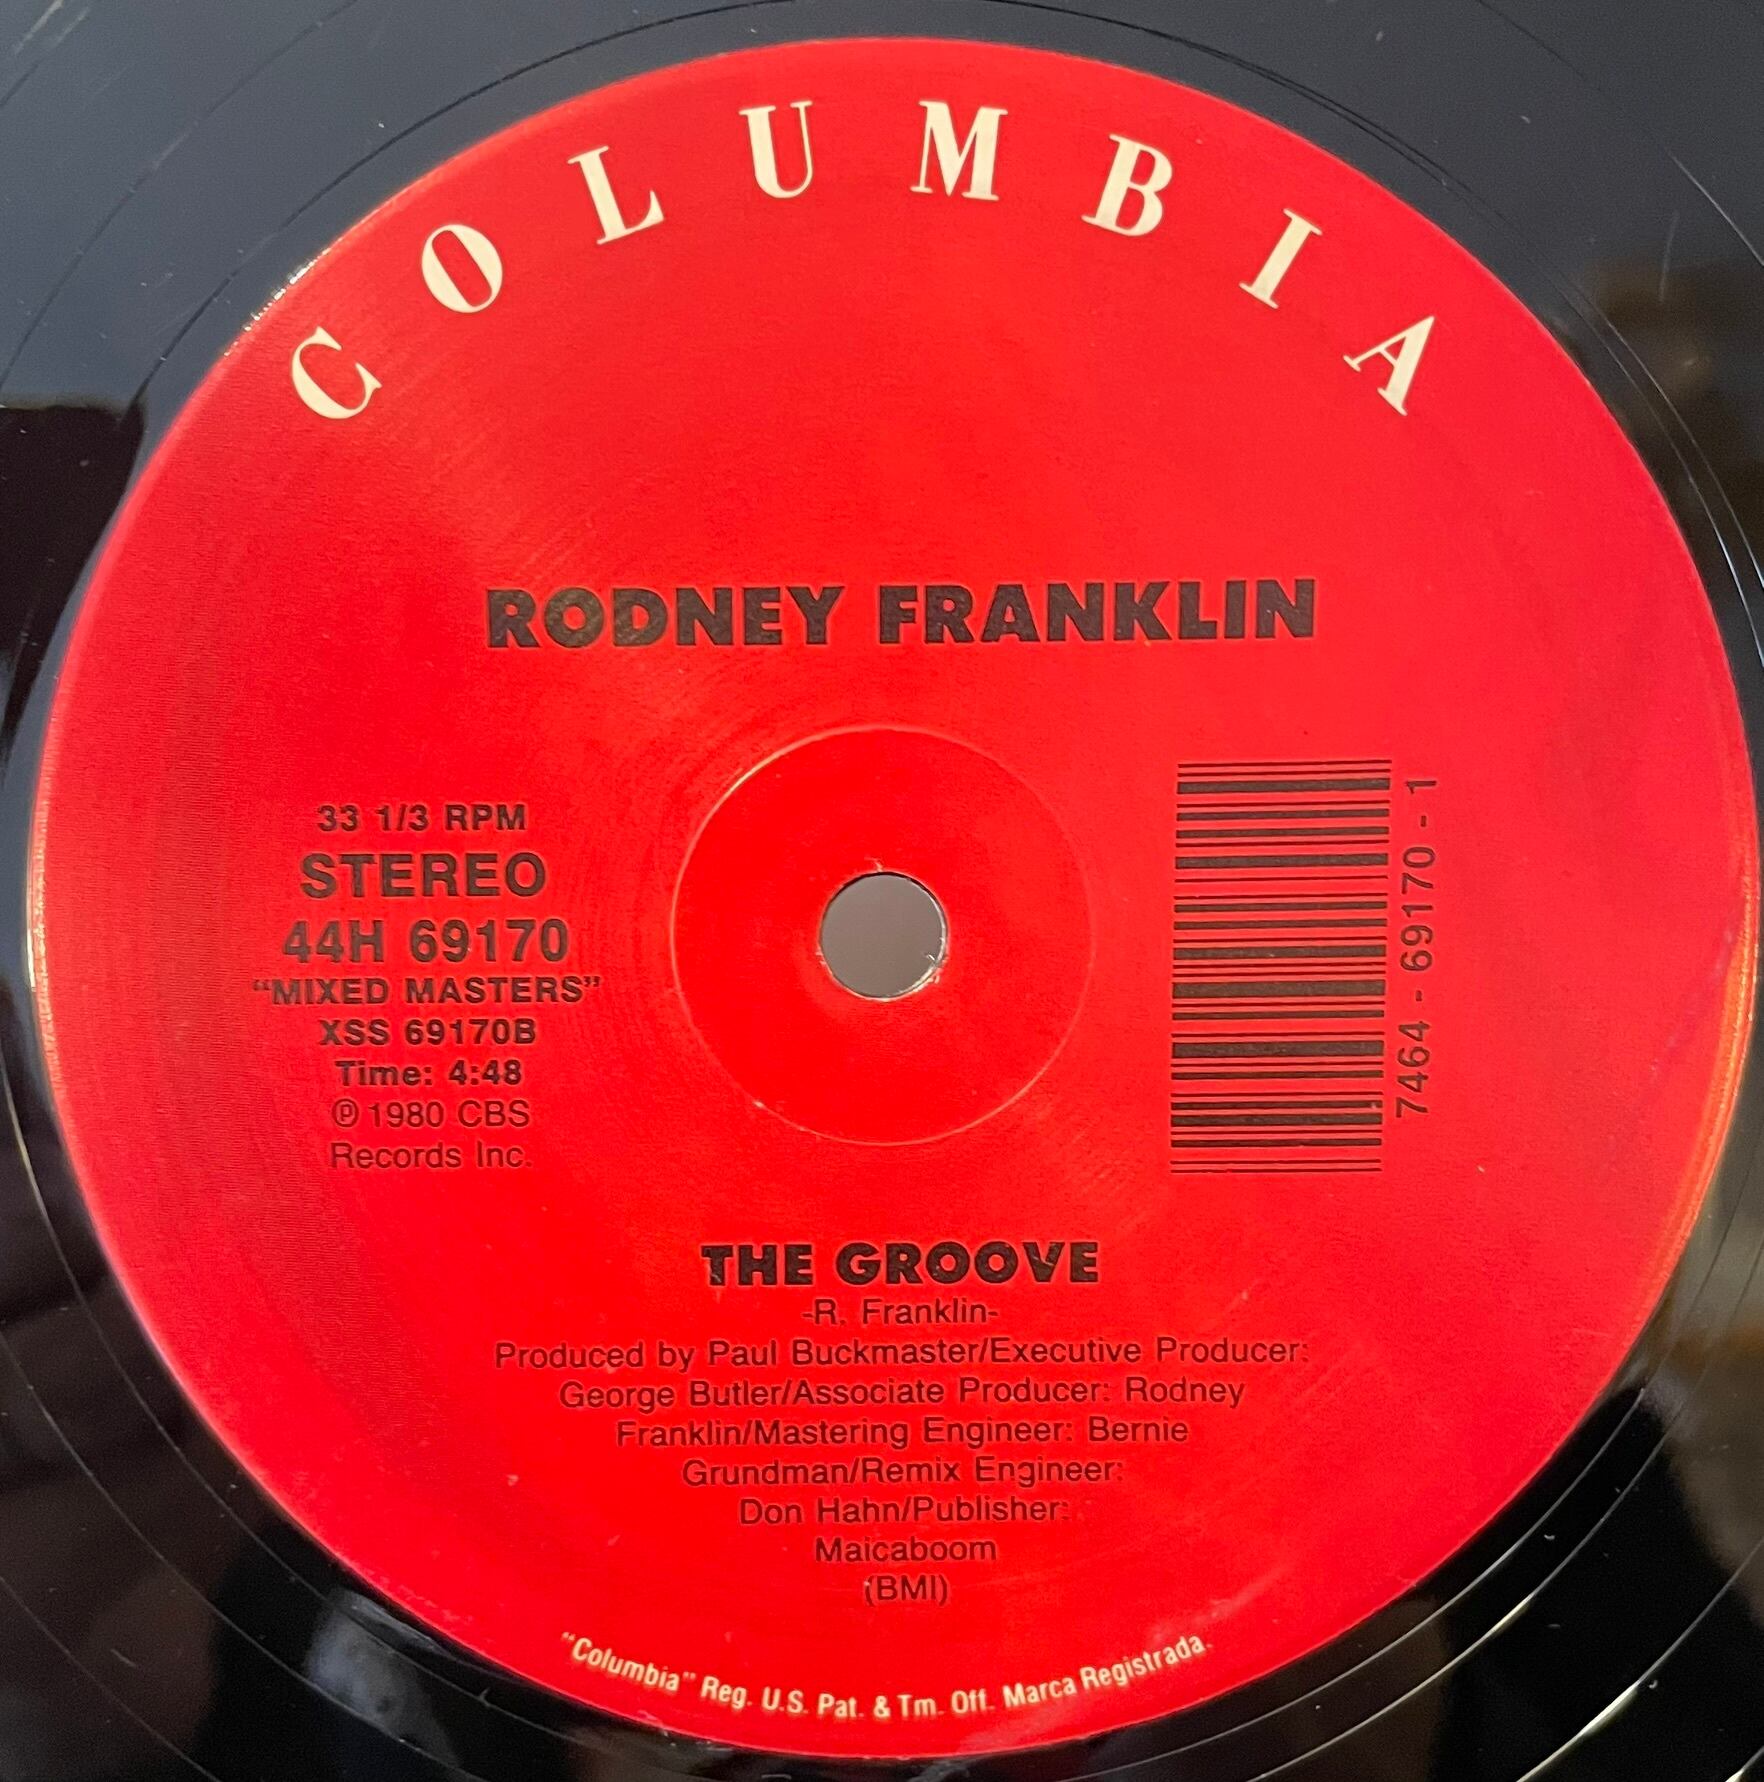 COLUMBIA
RODNEY FRANKLIN
33 1/3 RPM
STEREO
44H 69170
"MIXED MASTERS"
XSS 69170B
Time: 4:48
℗ 1980 CBS
Records Inc.
7464 - 69170 - 1
THE GROOVE
-R. Franklin-
Produced by Paul Buckmaster/Executive Producer:
George Butler/Associate Producer: Rodney
Franklin/Mastering Engineer: Bernie
Grundman/Remix Engineer:
Don Hahn/Publisher:
Maicaboom
(BMI)
"Columbia" Reg. U.S. Pat. & Tm. Off. Marca Registrada.